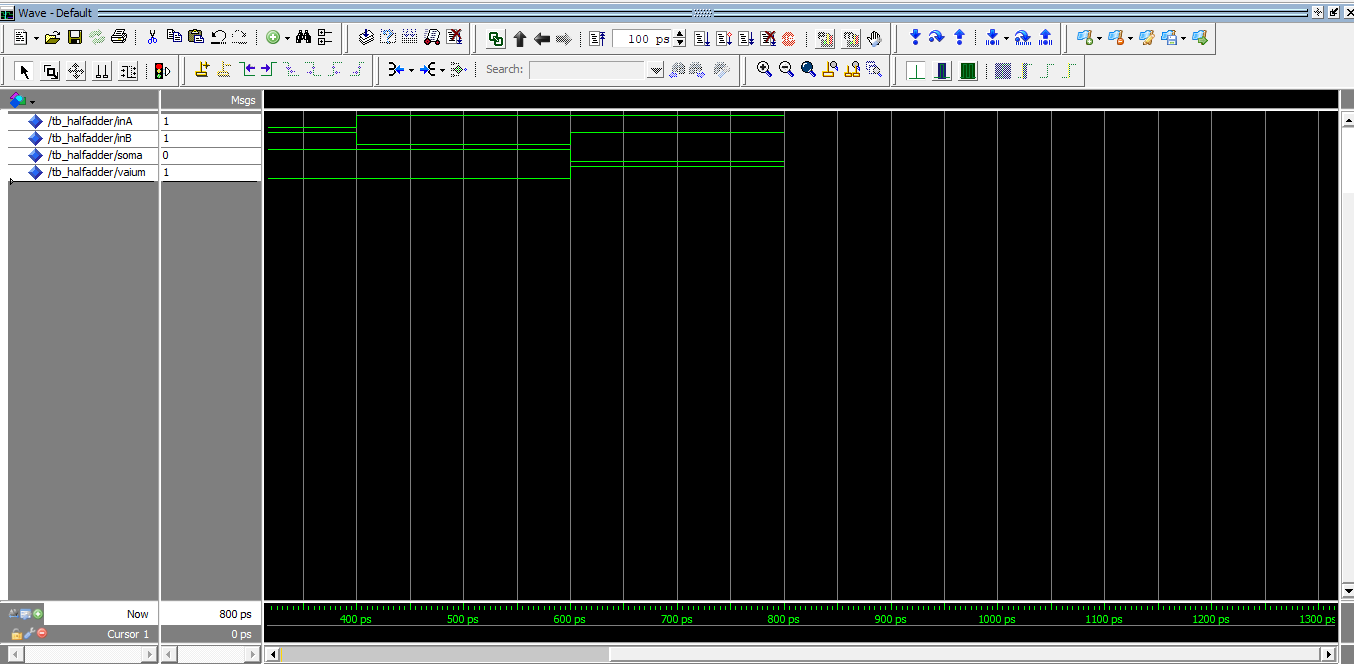 Wave - Default
100 ps
Search:
Msgs
/tb_halfadder/inA 1
/tb_halfadder/inB 1
/tb_halfadder/soma 0
/tb_halfadder/vaium 1
Now 800 ps
Cursor 1 0 ps
400 ps 500 ps 600 ps 700 ps 800 ps 900 ps 1000 ps 1100 ps 1200 ps 1300 ps